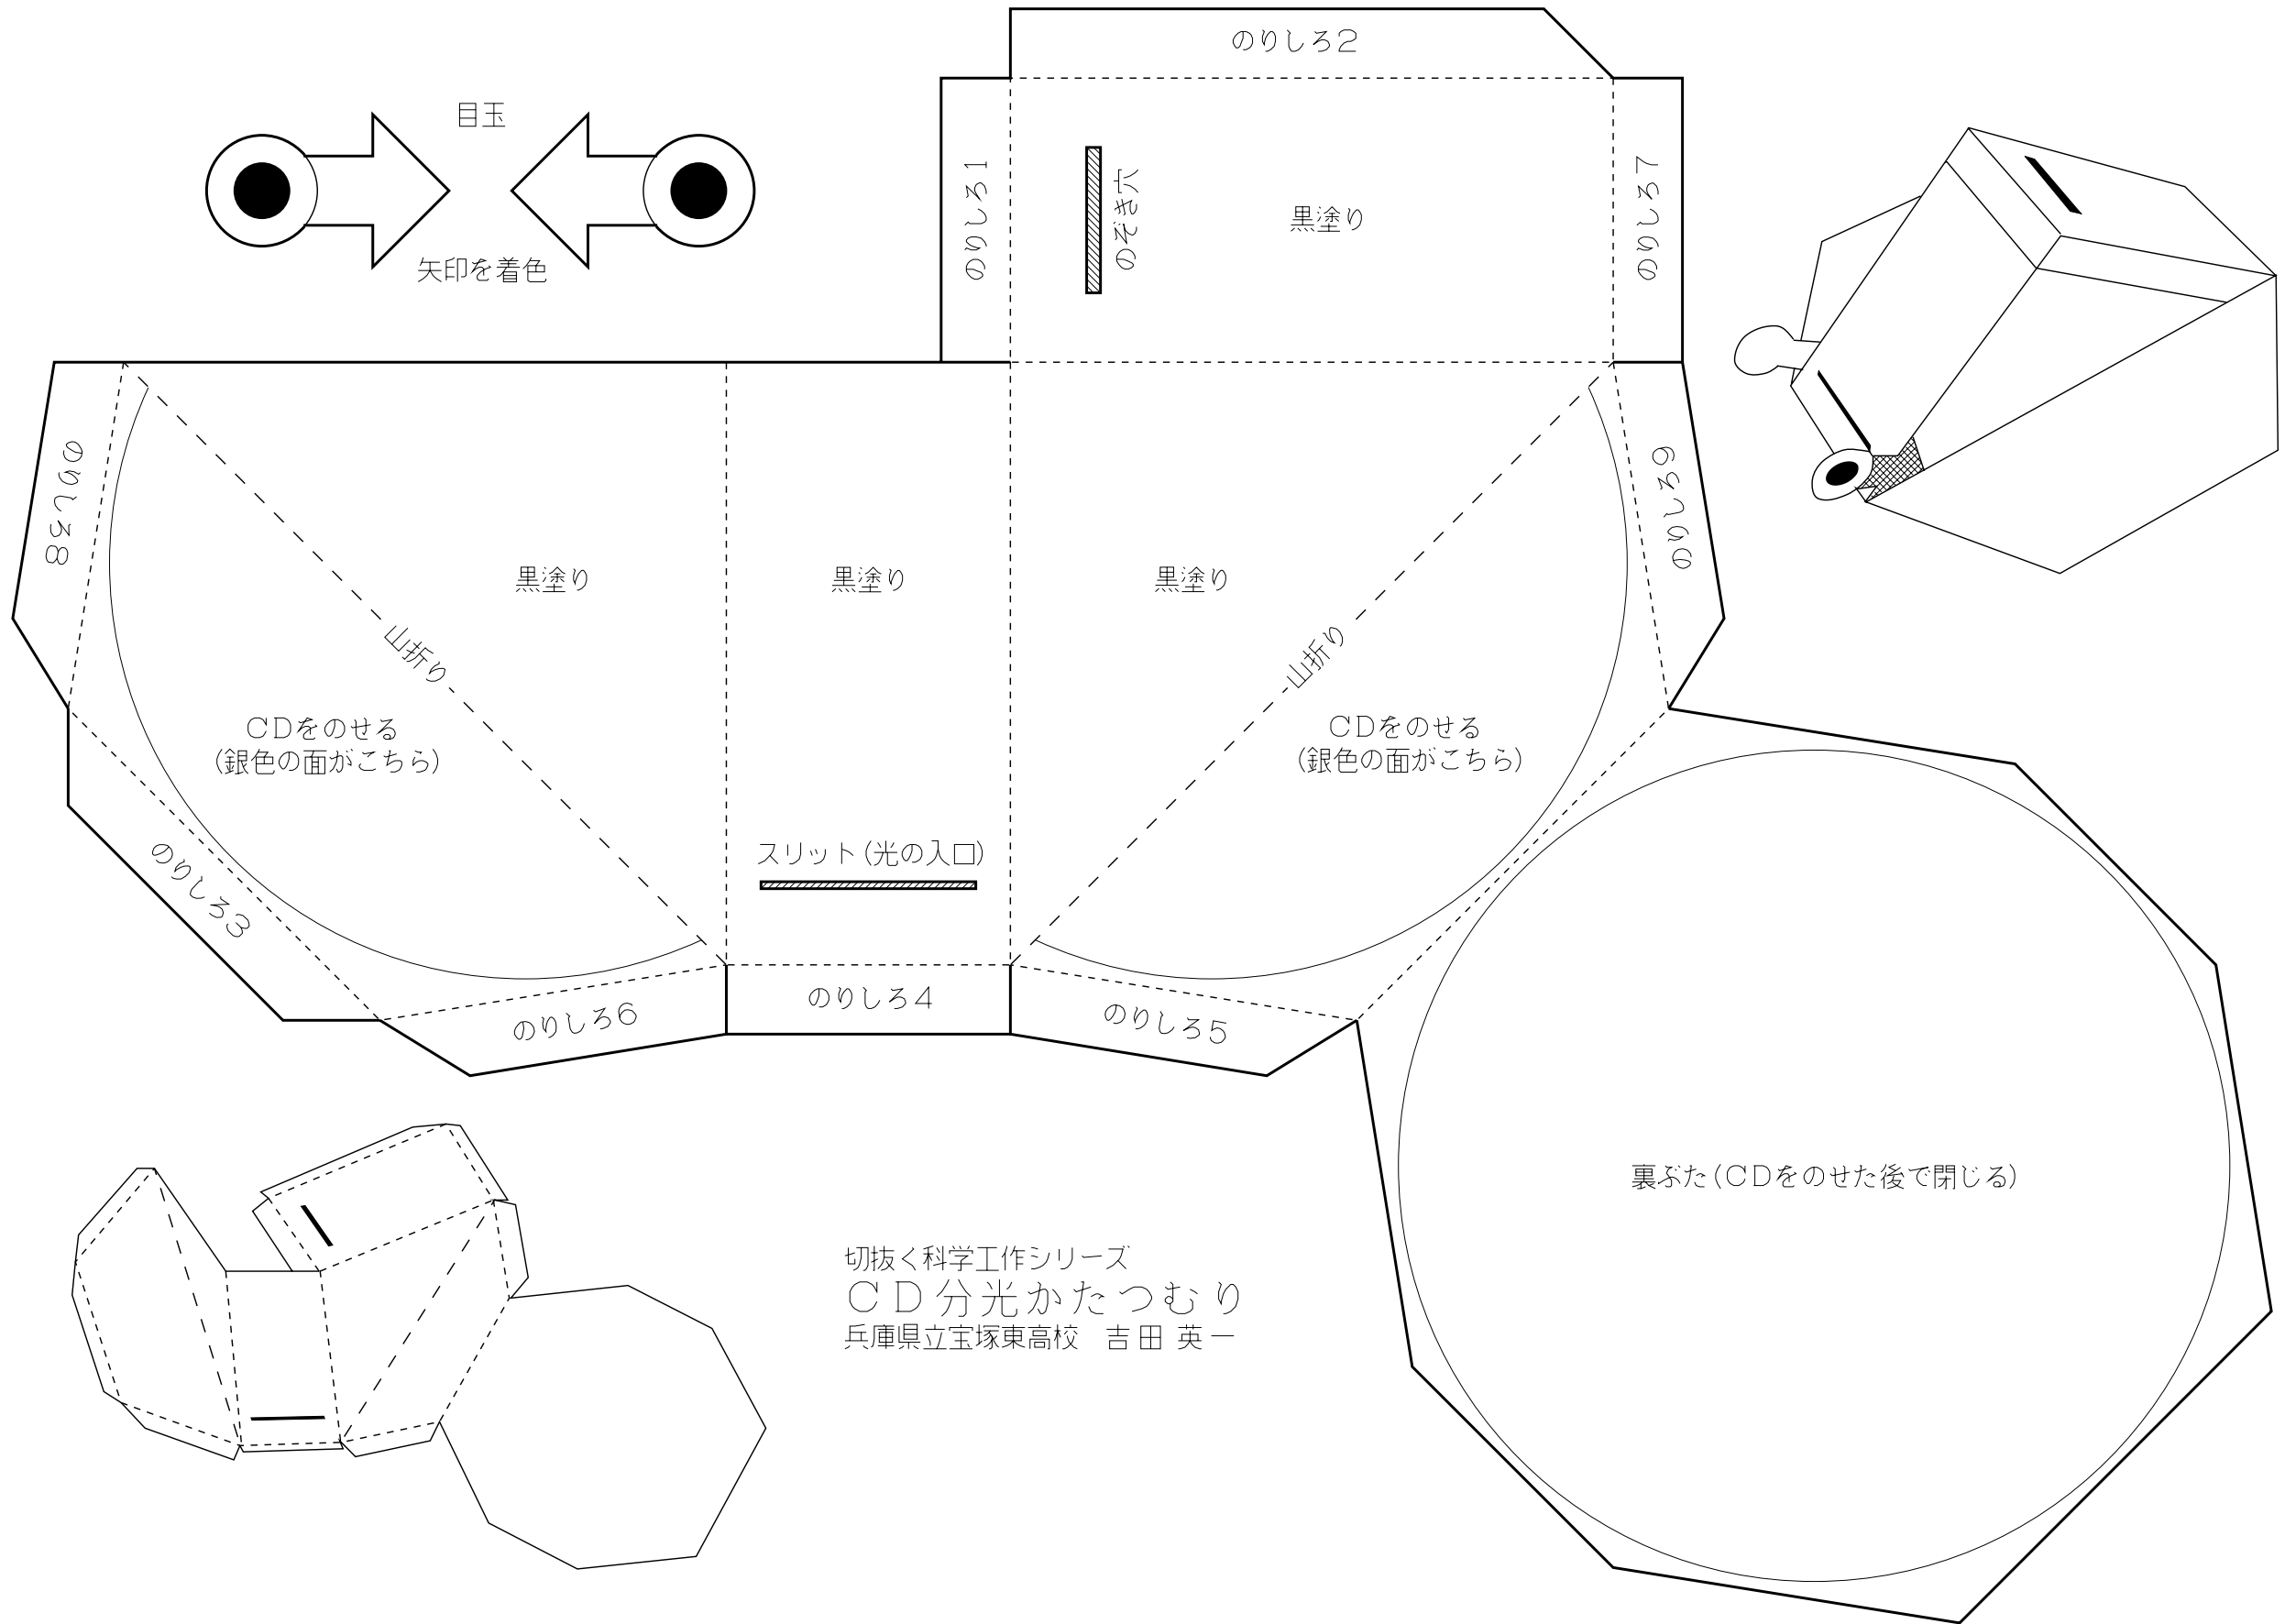 のりしろ2
目玉
矢印を着色
のりしろ1
のぞき穴
黒塗り
のりしろ7
のりしろ8
山折り
黒塗り
黒塗り
黒塗り
山折り
のりしろ9
CDをのせる
(銀色の面がこちら)
CDをのせる
(銀色の面がこちら)
のりしろ3
スリット(光の入口)
のりしろ6
のりしろ4
のりしろ5
裏ぶた(CDをのせた後で閉じる)
切抜く科学工作シリーズ
CD分光かたつむり
兵庫県立宝塚東高校 吉田 英一